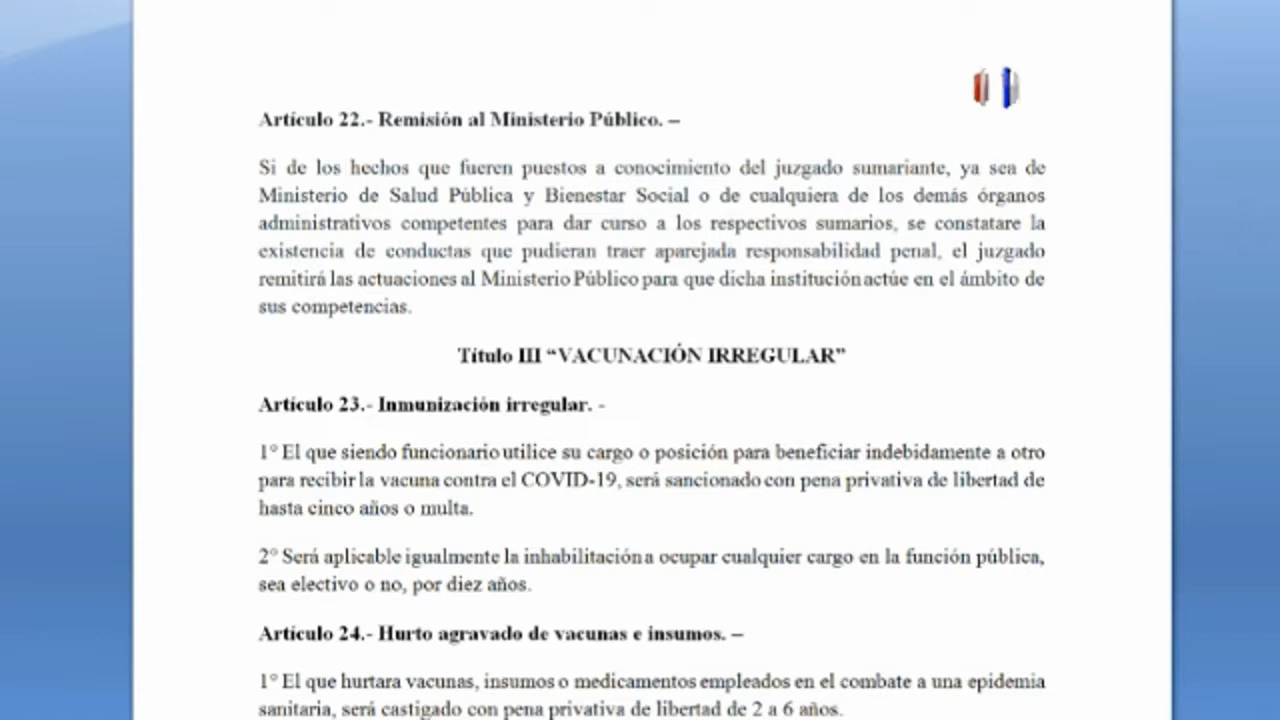 Artículo 22.- Remisión al Ministerio Público. –
Si de los hechos que fueren puestos a conocimiento del juzgado sumariante, ya sea de
Ministerio de Salud Pública y Bienestar Social o de cualquiera de los demás órganos
administrativos competentes para dar curso a los respectivos sumarios, se constatare la
existencia de conductas que pudieran traer aparejada responsabilidad penal, el juzgado
remitirá las actuaciones al Ministerio Público para que dicha institución actúe en el ámbito de
sus competencias.
Título III “VACUNACIÓN IRREGULAR”
Artículo 23.- Inmunización irregular. -
1° El que siendo funcionario utilice su cargo o posición para beneficiar indebidamente a otro
para recibir la vacuna contra el COVID-19, será sancionado con pena privativa de libertad de
hasta cinco años o multa.
2° Será aplicable igualmente la inhabilitación a ocupar cualquier cargo en la función pública,
sea electivo o no, por diez años.
Artículo 24.- Hurto agravado de vacunas e insumos. –
1° El que hurtara vacunas, insumos o medicamentos empleados en el combate a una epidemia
sanitaria, será castigado con pena privativa de libertad de 2 a 6 años.